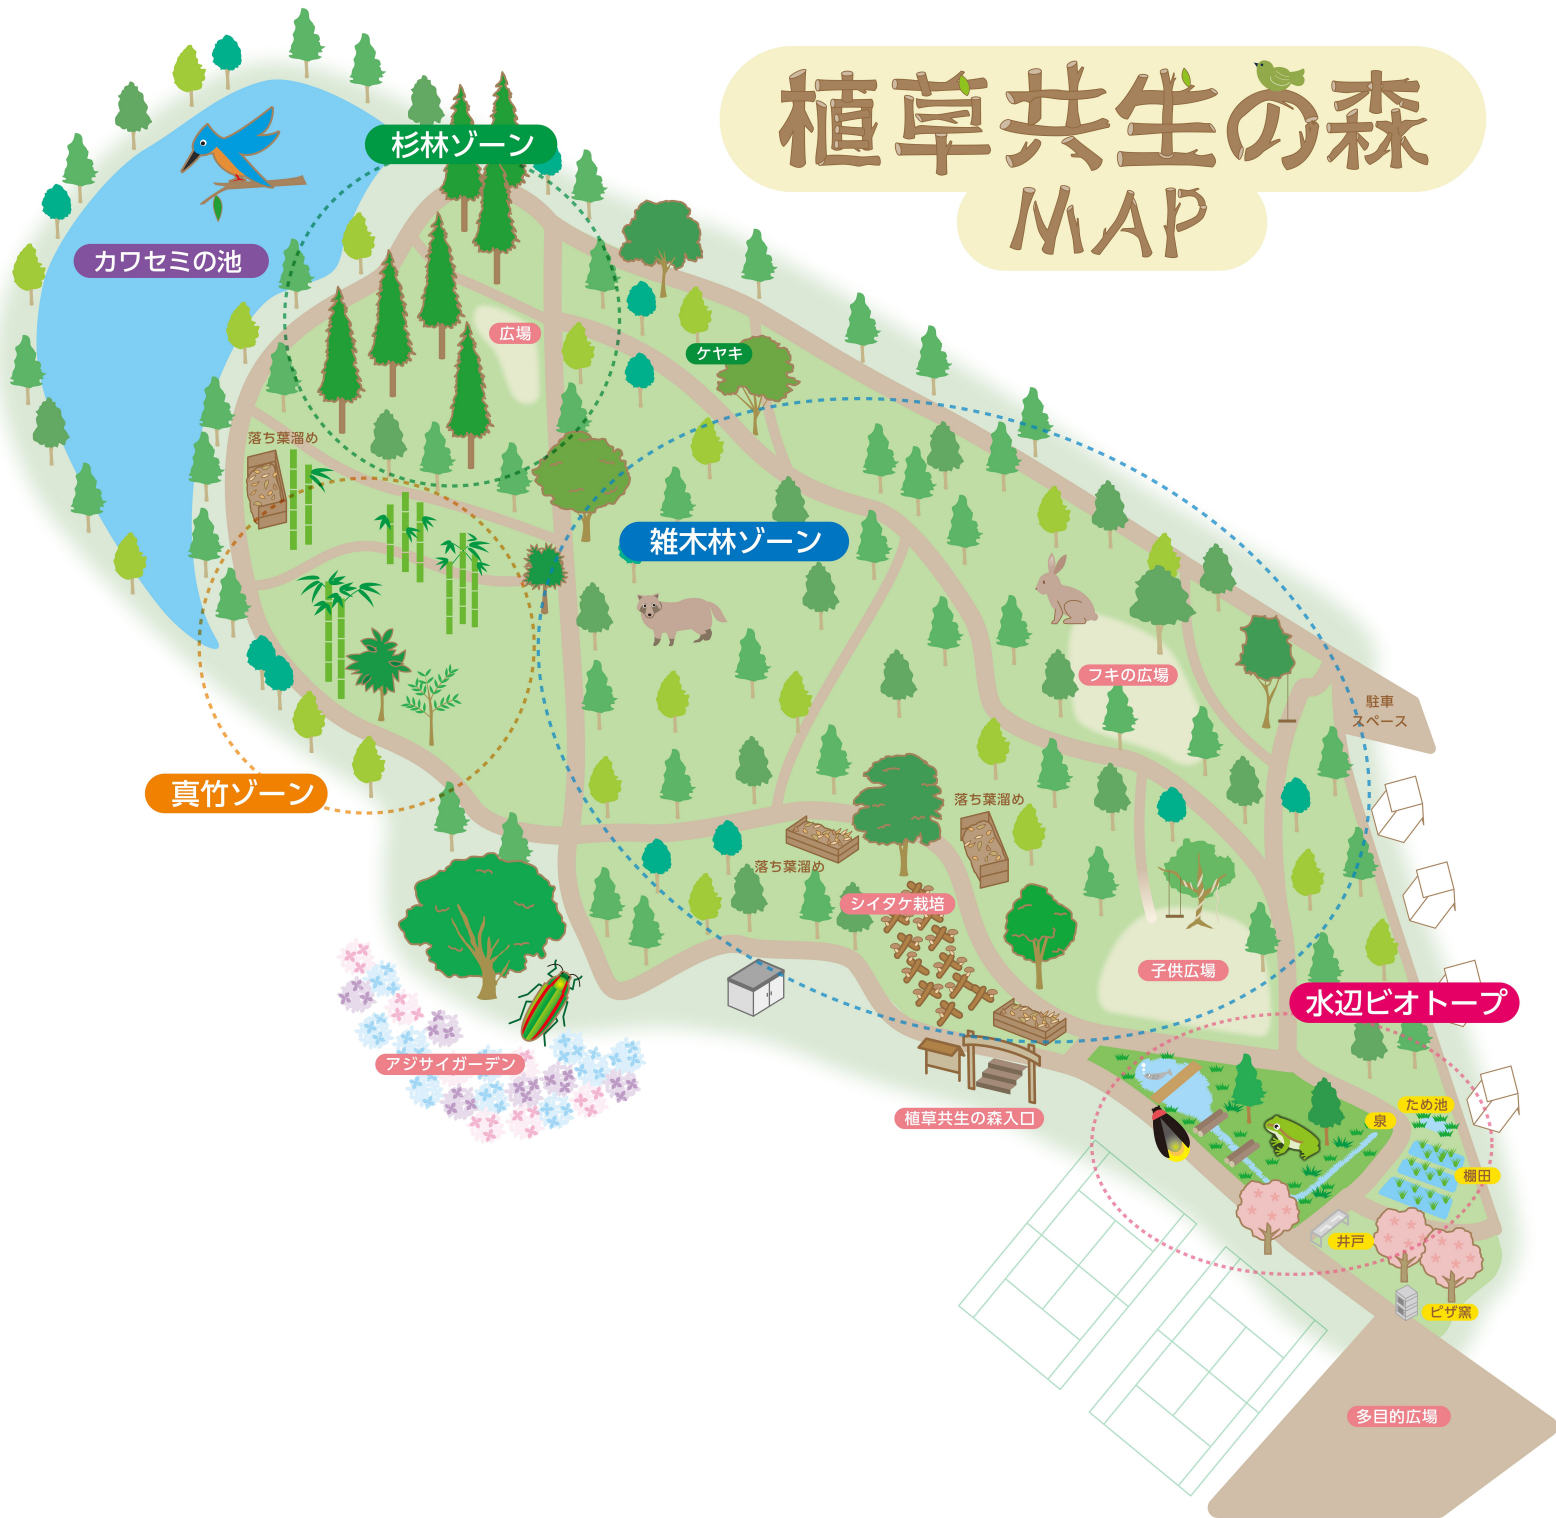 植草共生の森
MAP
杉林ゾーン
カワセミの池
広場
ケヤキ
落ち葉溜め
雑木林ゾーン
フキの広場
駐車
スペース
真竹ゾーン
落ち葉溜め
落ち葉溜め
シイタケ栽培
子供広場
水辺ビオトープ
アジサイガーデン
植草共生の森入口
ため池
泉
棚田
井戸
ピザ窯
多目的広場